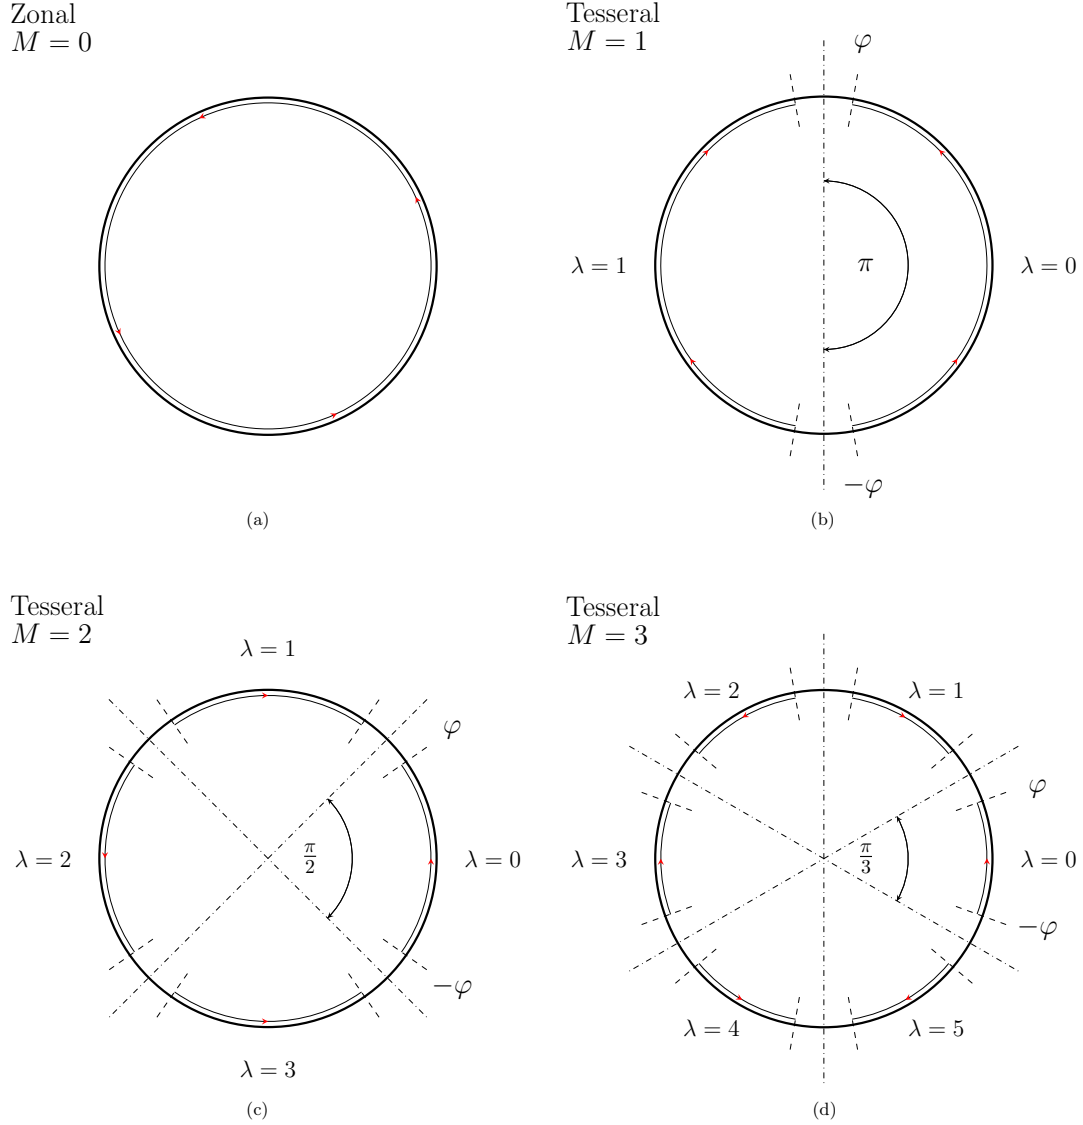 Zonal
M = 0
(a)
Tesseral
M = 1
φ
λ = 1
π
λ = 0
−φ
(b)
Tesseral
M = 2
λ = 1
φ
λ = 2
π/2
λ = 0
−φ
λ = 3
(c)
Tesseral
M = 3
λ = 2
λ = 1
φ
λ = 3
π/3
λ = 0
−φ
λ = 4
λ = 5
(d)